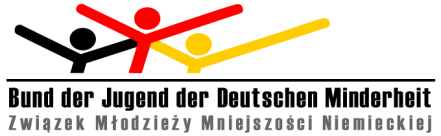 Bund der Jugend der Deutschen Minderheit
Związek Młodzieży Mniejszości Niemieckiej